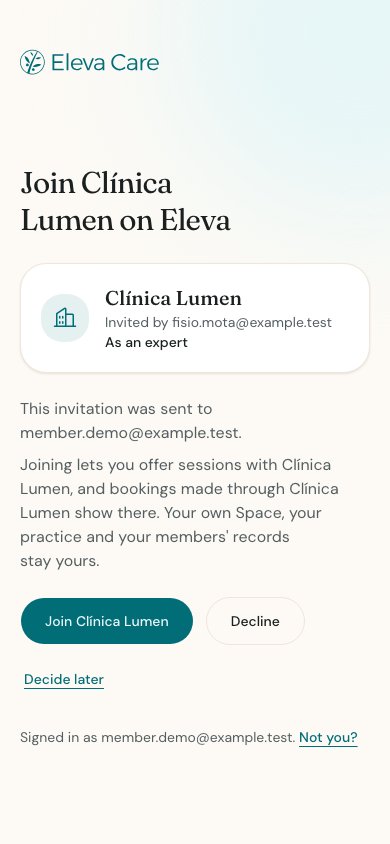 Eleva Care
Join Clínica
Lumen on Eleva
Clínica Lumen
Invited by fisio.mota@example.test
As an expert
This invitation was sent to
member.demo@example.test.
Joining lets you offer sessions with Clínica
Lumen, and bookings made through Clínica
Lumen show there. Your own Space, your
practice and your members' records
stay yours.
Join Clínica Lumen
Decline
Decide later
Signed in as member.demo@example.test. Not you?